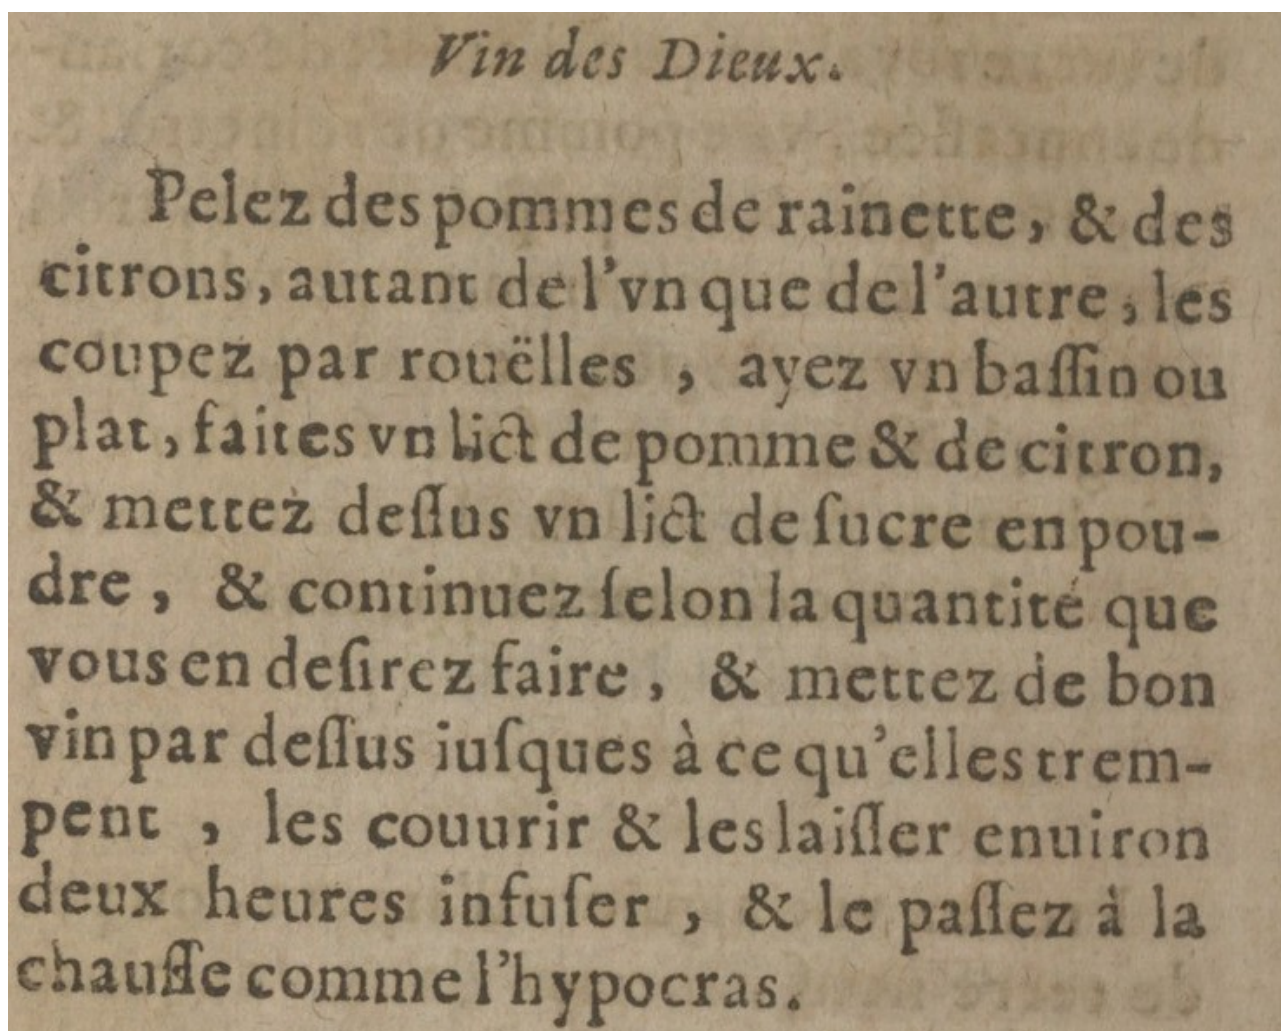 Vin des Dieux.
Pelez des pommes de rainette, & des
citrons, autant de l'vn que de l'autre, les
coupez par rouëlles , ayez vn baſſin ou
plat, faites vn lict de pomme & de citron,
& mettez deſſus vn lict de ſucre en pou-
dre , & continuez ſelon la quantité que
vous en deſirez faire , & mettez de bon
vin par deſſus iuſques à ce qu'elles trem-
pent , les couurir & les laiſſer enuiron
deux heures infuſer , & le paſſez à la
chauſſe comme l'hypocras.